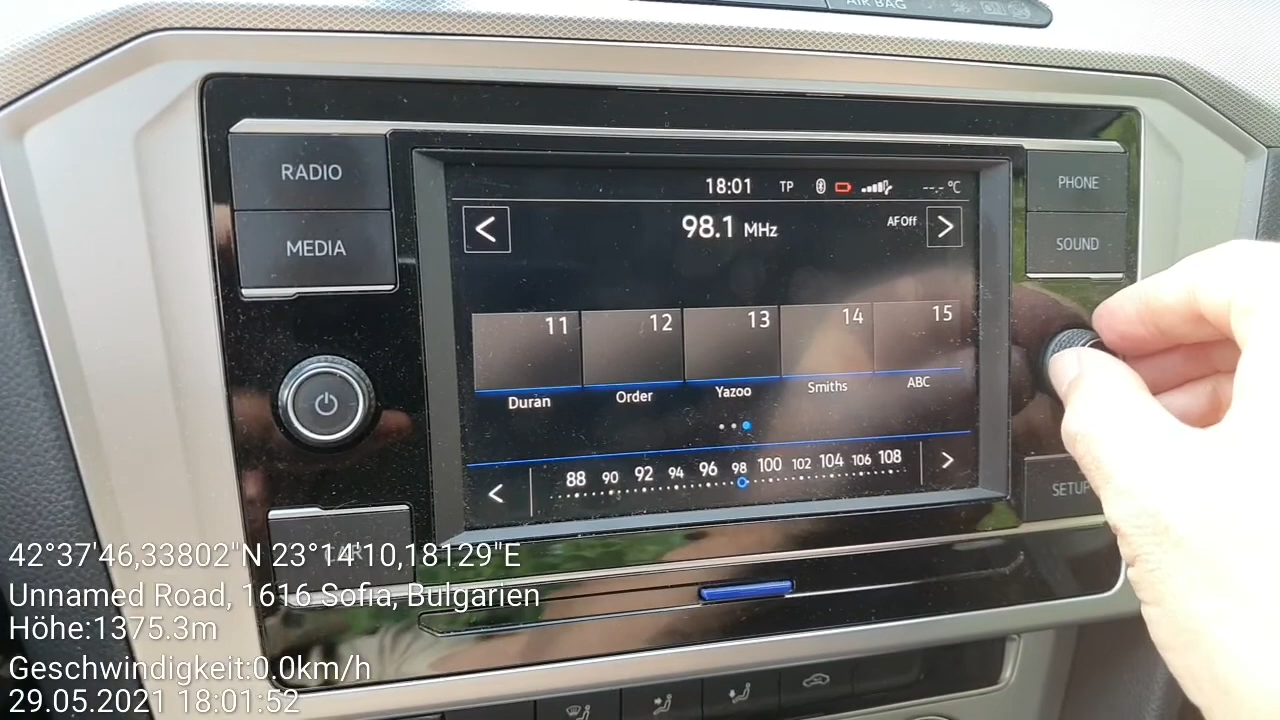 AIR BAG
RADIO
MEDIA
18:01 TP --.- °C
98.1 MHz AF Off
11 12 13 14 15
Duran Order Yazoo Smiths ABC
88 90 92 94 96 98 100 102 104 106 108
PHONE
SOUND
SETUP
42°37'46,33802"N 23°14'10,18129"E
Unnamed Road, 1616 Sofia, Bulgarien
Höhe:1375.3m
Geschwindigkeit:0.0km/h
29.05.2021 18:01:52